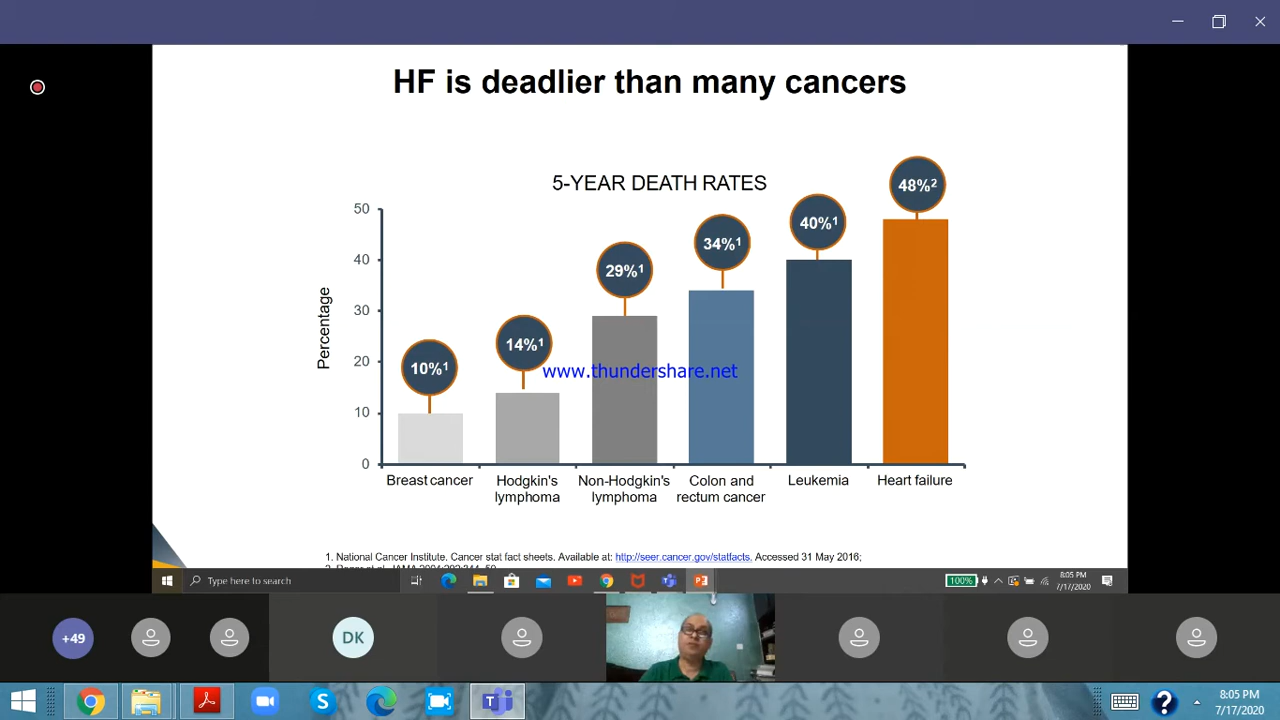 HF is deadlier than many cancers
5-YEAR DEATH RATES
Percentage
50
40
30
20
10
0
10%¹
14%¹
29%¹
34%¹
40%¹
48%²
www.thundershare.net
Breast cancer
Hodgkin's
lymphoma
Non-Hodgkin's
lymphoma
Colon and
rectum cancer
Leukemia
Heart failure
1. National Cancer Institute. Cancer stat fact sheets. Available at: http://seer.cancer.gov/statfacts. Accessed 31 May 2016;
Type here to search
100%
8:05 PM
7/17/2020
+49
DK
8:05 PM
7/17/2020